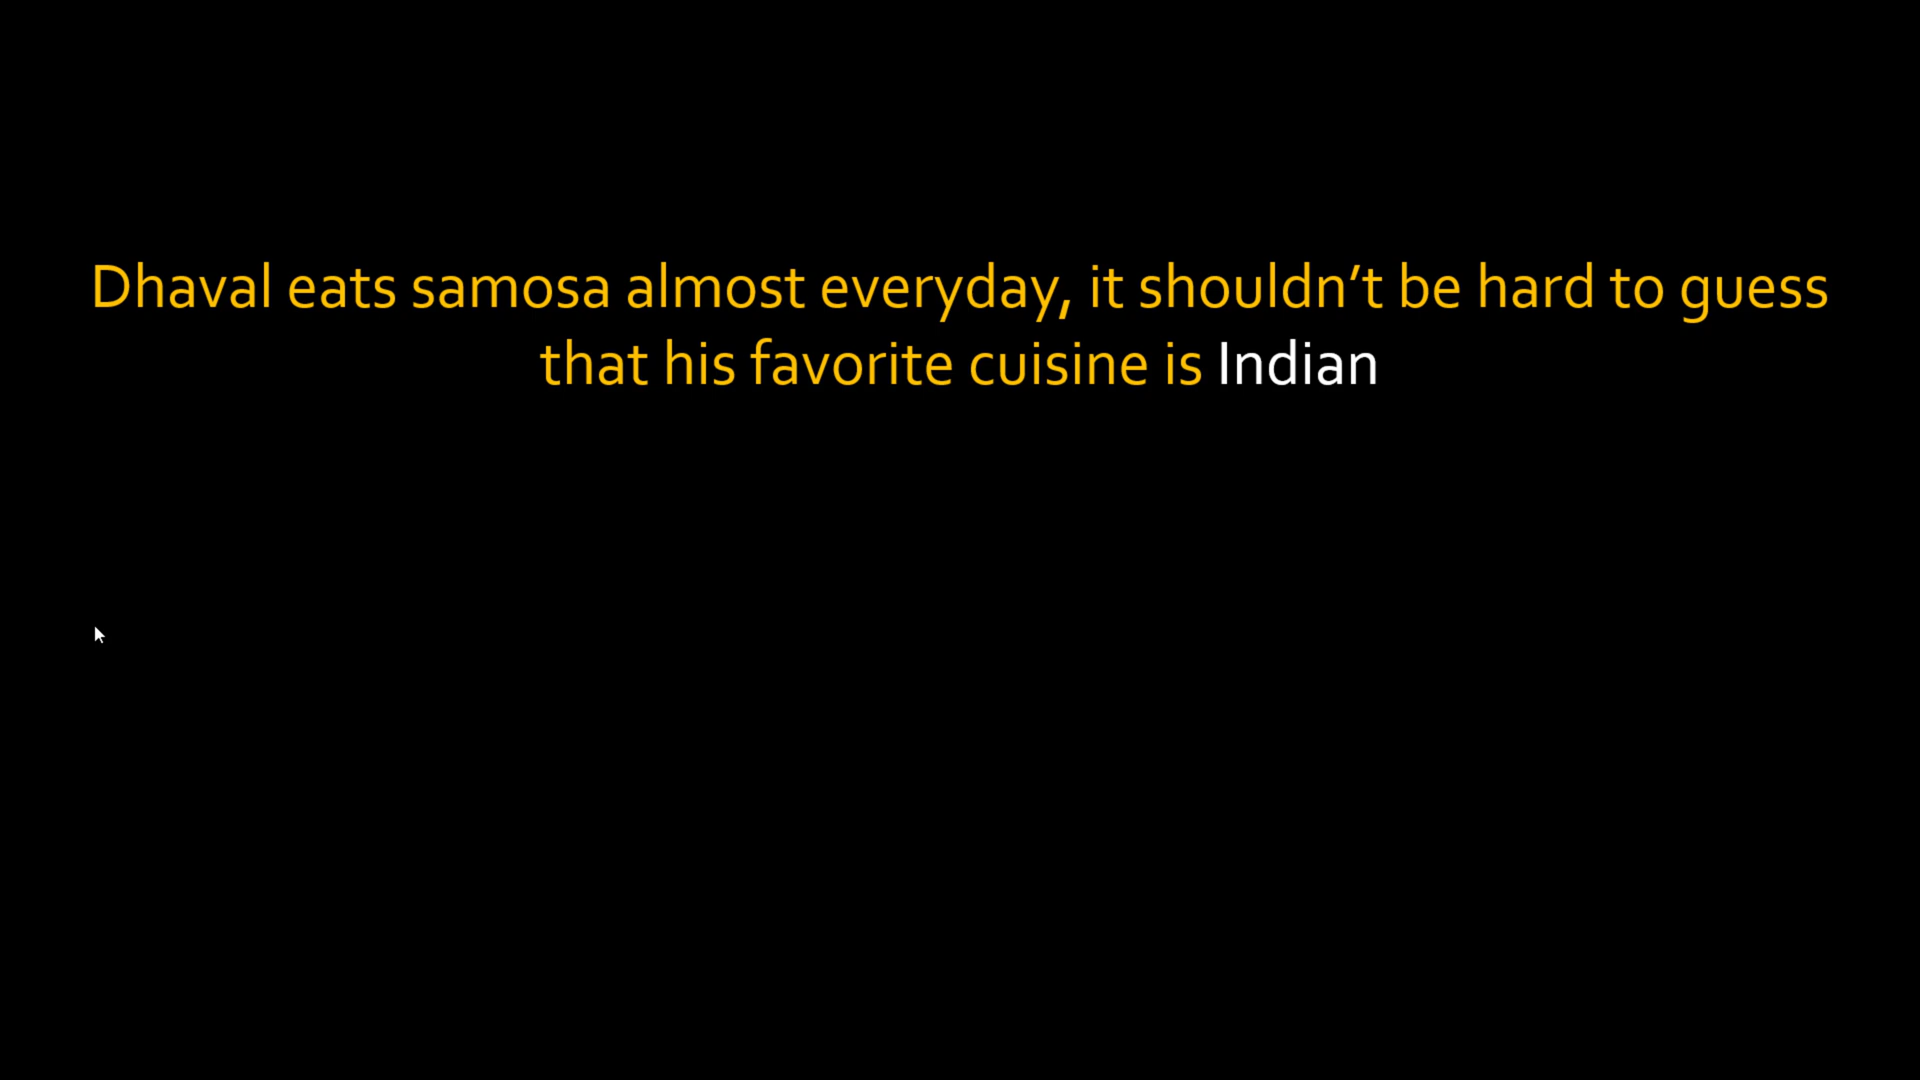 Dhaval eats samosa almost everyday, it shouldn’t be hard to guess
that his favorite cuisine is Indian